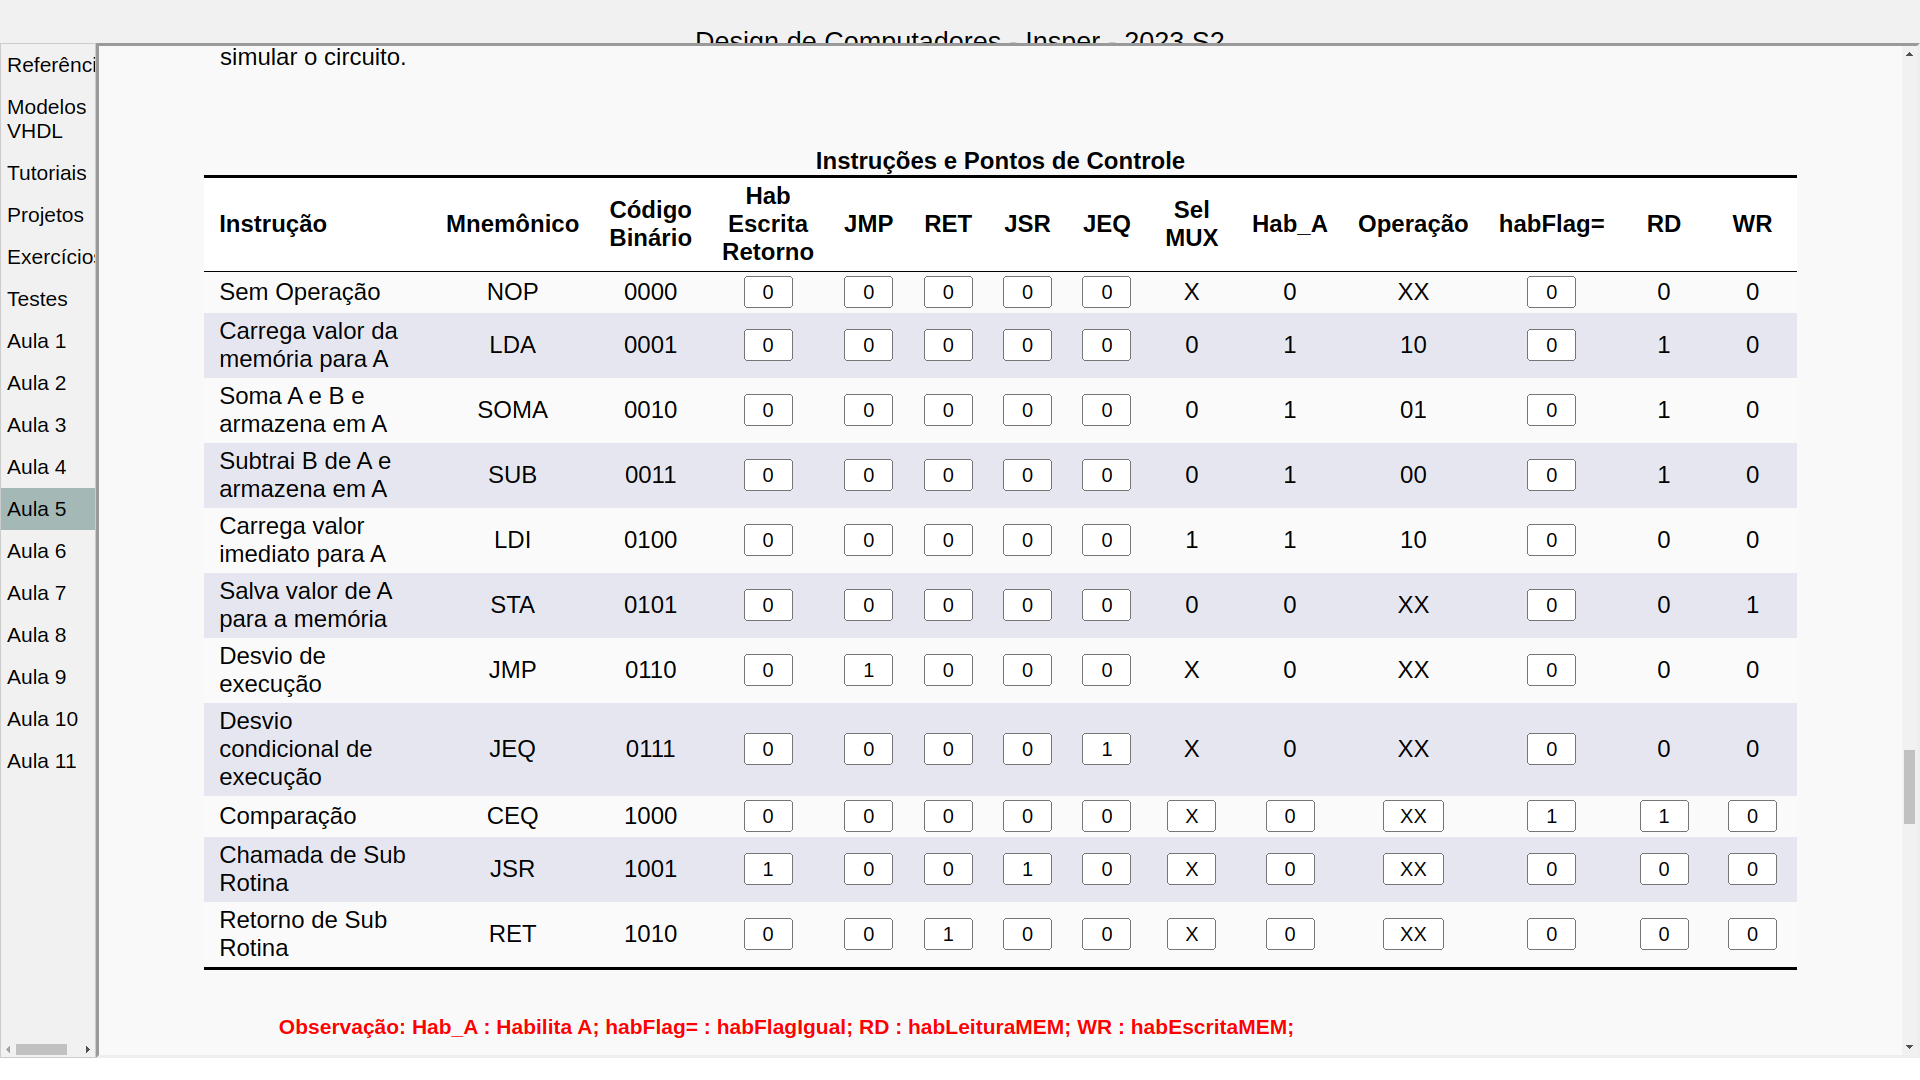 Design de Computadores - Insper - 2023 S2
Referênci
Modelos
VHDL
Tutoriais
Projetos
Exercícios
Testes
Aula 1
Aula 2
Aula 3
Aula 4
Aula 5
Aula 6
Aula 7
Aula 8
Aula 9
Aula 10
Aula 11
simular o circuito.
Instruções e Pontos de Controle
Instrução Mnemônico Código Binário Hab Escrita Retorno JMP RET JSR JEQ Sel MUX Hab_A Operação habFlag= RD WR
Sem Operação NOP 0000 0 0 0 0 0 X 0 XX 0 0 0
Carrega valor da
memória para A LDA 0001 0 0 0 0 0 0 1 10 0 1 0
Soma A e B e
armazena em A SOMA 0010 0 0 0 0 0 0 1 01 0 1 0
Subtrai B de A e
armazena em A SUB 0011 0 0 0 0 0 0 1 00 0 1 0
Carrega valor
imediato para A LDI 0100 0 0 0 0 0 1 1 10 0 0 0
Salva valor de A
para a memória STA 0101 0 0 0 0 0 0 0 XX 0 0 1
Desvio de
execução JMP 0110 0 1 0 0 0 X 0 XX 0 0 0
Desvio
condicional de
execução JEQ 0111 0 0 0 0 1 X 0 XX 0 0 0
Comparação CEQ 1000 0 0 0 0 0 X 0 XX 1 1 0
Chamada de Sub
Rotina JSR 1001 1 0 0 1 0 X 0 XX 0 0 0
Retorno de Sub
Rotina RET 1010 0 0 1 0 0 X 0 XX 0 0 0
Observação: Hab_A : Habilita A; habFlag= : habFlagIgual; RD : habLeituraMEM; WR : habEscritaMEM;